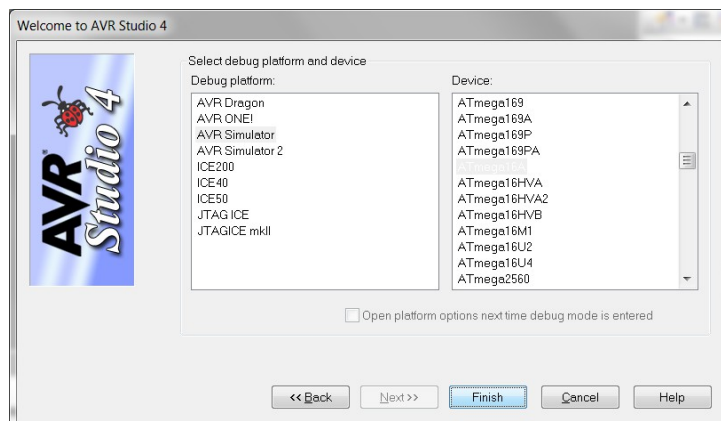 Welcome to AVR Studio 4
AVR Studio 4
Select debug platform and device
Debug platform:
AVR Dragon
AVR ONE!
AVR Simulator
AVR Simulator 2
ICE200
ICE40
ICE50
JTAG ICE
JTAGICE mkII
Device:
ATmega169
ATmega169A
ATmega169P
ATmega169PA
ATmega16A
ATmega16HVA
ATmega16HVA2
ATmega16HVB
ATmega16M1
ATmega16U2
ATmega16U4
ATmega2560
Open platform options next time debug mode is entered
<< Back
Next >>
Finish
Cancel
Help